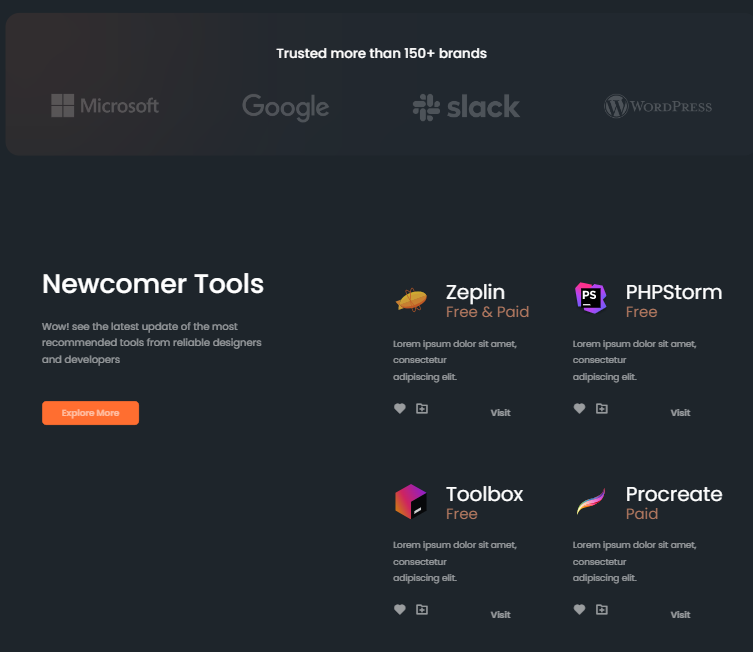 Trusted more than 150+ brands
Microsoft
Google
slack
WORDPRESS
Newcomer Tools
Wow! see the latest update of the most
recommended tools from reliable designers
and developers
Explore More
Zeplin
Free & Paid
Lorem ipsum dolor sit amet,
consectetur
adipiscing elit.
Visit
PS
PHPStorm
Free
Lorem ipsum dolor sit amet,
consectetur
adipiscing elit.
Visit
Toolbox
Free
Lorem ipsum dolor sit amet,
consectetur
adipiscing elit.
Visit
Procreate
Paid
Lorem ipsum dolor sit amet,
consectetur
adipiscing elit.
Visit